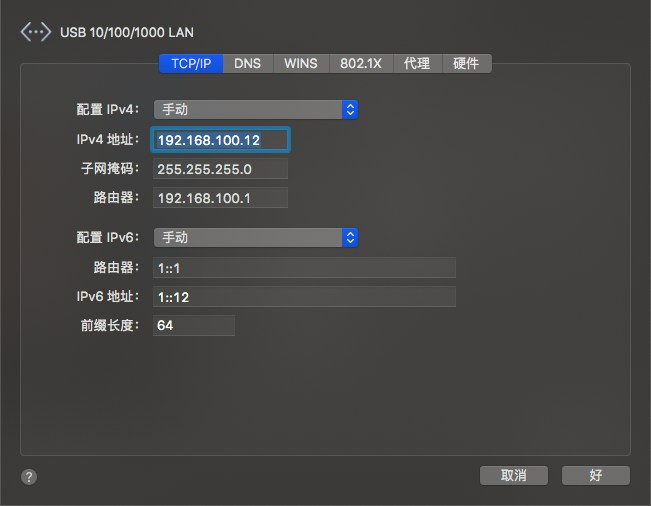 USB 10/100/1000 LAN
TCP/IP DNS WINS 802.1X 代理 硬件
配置 IPv4: 手动
IPv4 地址: 192.168.100.12
子网掩码: 255.255.255.0
路由器: 192.168.100.1
配置 IPv6: 手动
路由器: 1::1
IPv6 地址: 1::12
前缀长度: 64
? 取消 好